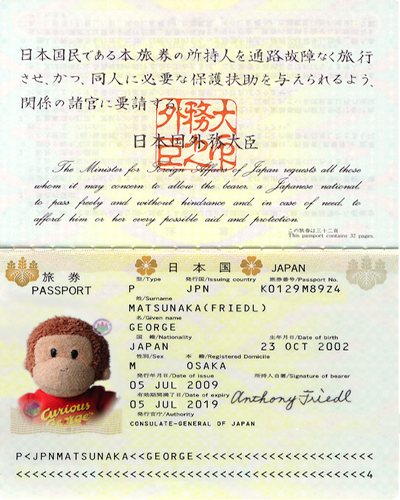 日本国民である本旅券の所持人を通路故障なく旅行
させ、かつ、同人に必要な保護扶助を与えられるよう、
関係の諸官に要請する。
外務大
臣之印
日本国外務大臣
The Minister for Foreign Affairs of Japan requests all those
whom it may concern to allow the bearer, a Japanese national,
to pass freely and without hindrance and, in case of need, to
afford him or her every possible aid and protection.
この旅券は三十二頁
This passport contains 32 pages.
旅券 日本国 JAPAN
PASSPORT
型/Type 発行国/Issuing country 旅券番号/Passport No.
P JPN K0129M89Z4
姓/Surname
MATSUNAKA(FRIEDL)
名/Given name
GEORGE
国 籍/Nationality 生年月日/Date of birth
JAPAN 23 OCT 2002
性別/Sex 本 籍/Registered Domicile
M OSAKA
発行年月日/Date of issue 所持人自署/Signature of bearer
05 JUL 2009
有効期間満了日/Date of expiry
05 JUL 2019 Anthony Friedl
発行官庁/Authority
CONSULATE-GENERAL OF JAPAN
Curious
George
P<JPNMATSUNAKA<<GEORGE<<<<<<<<<<<<<<<<<<<<<<
<<<<<<<<<<<<<<<<<<<<<<<<<<<<<<<<<<<<<<<<<<<4